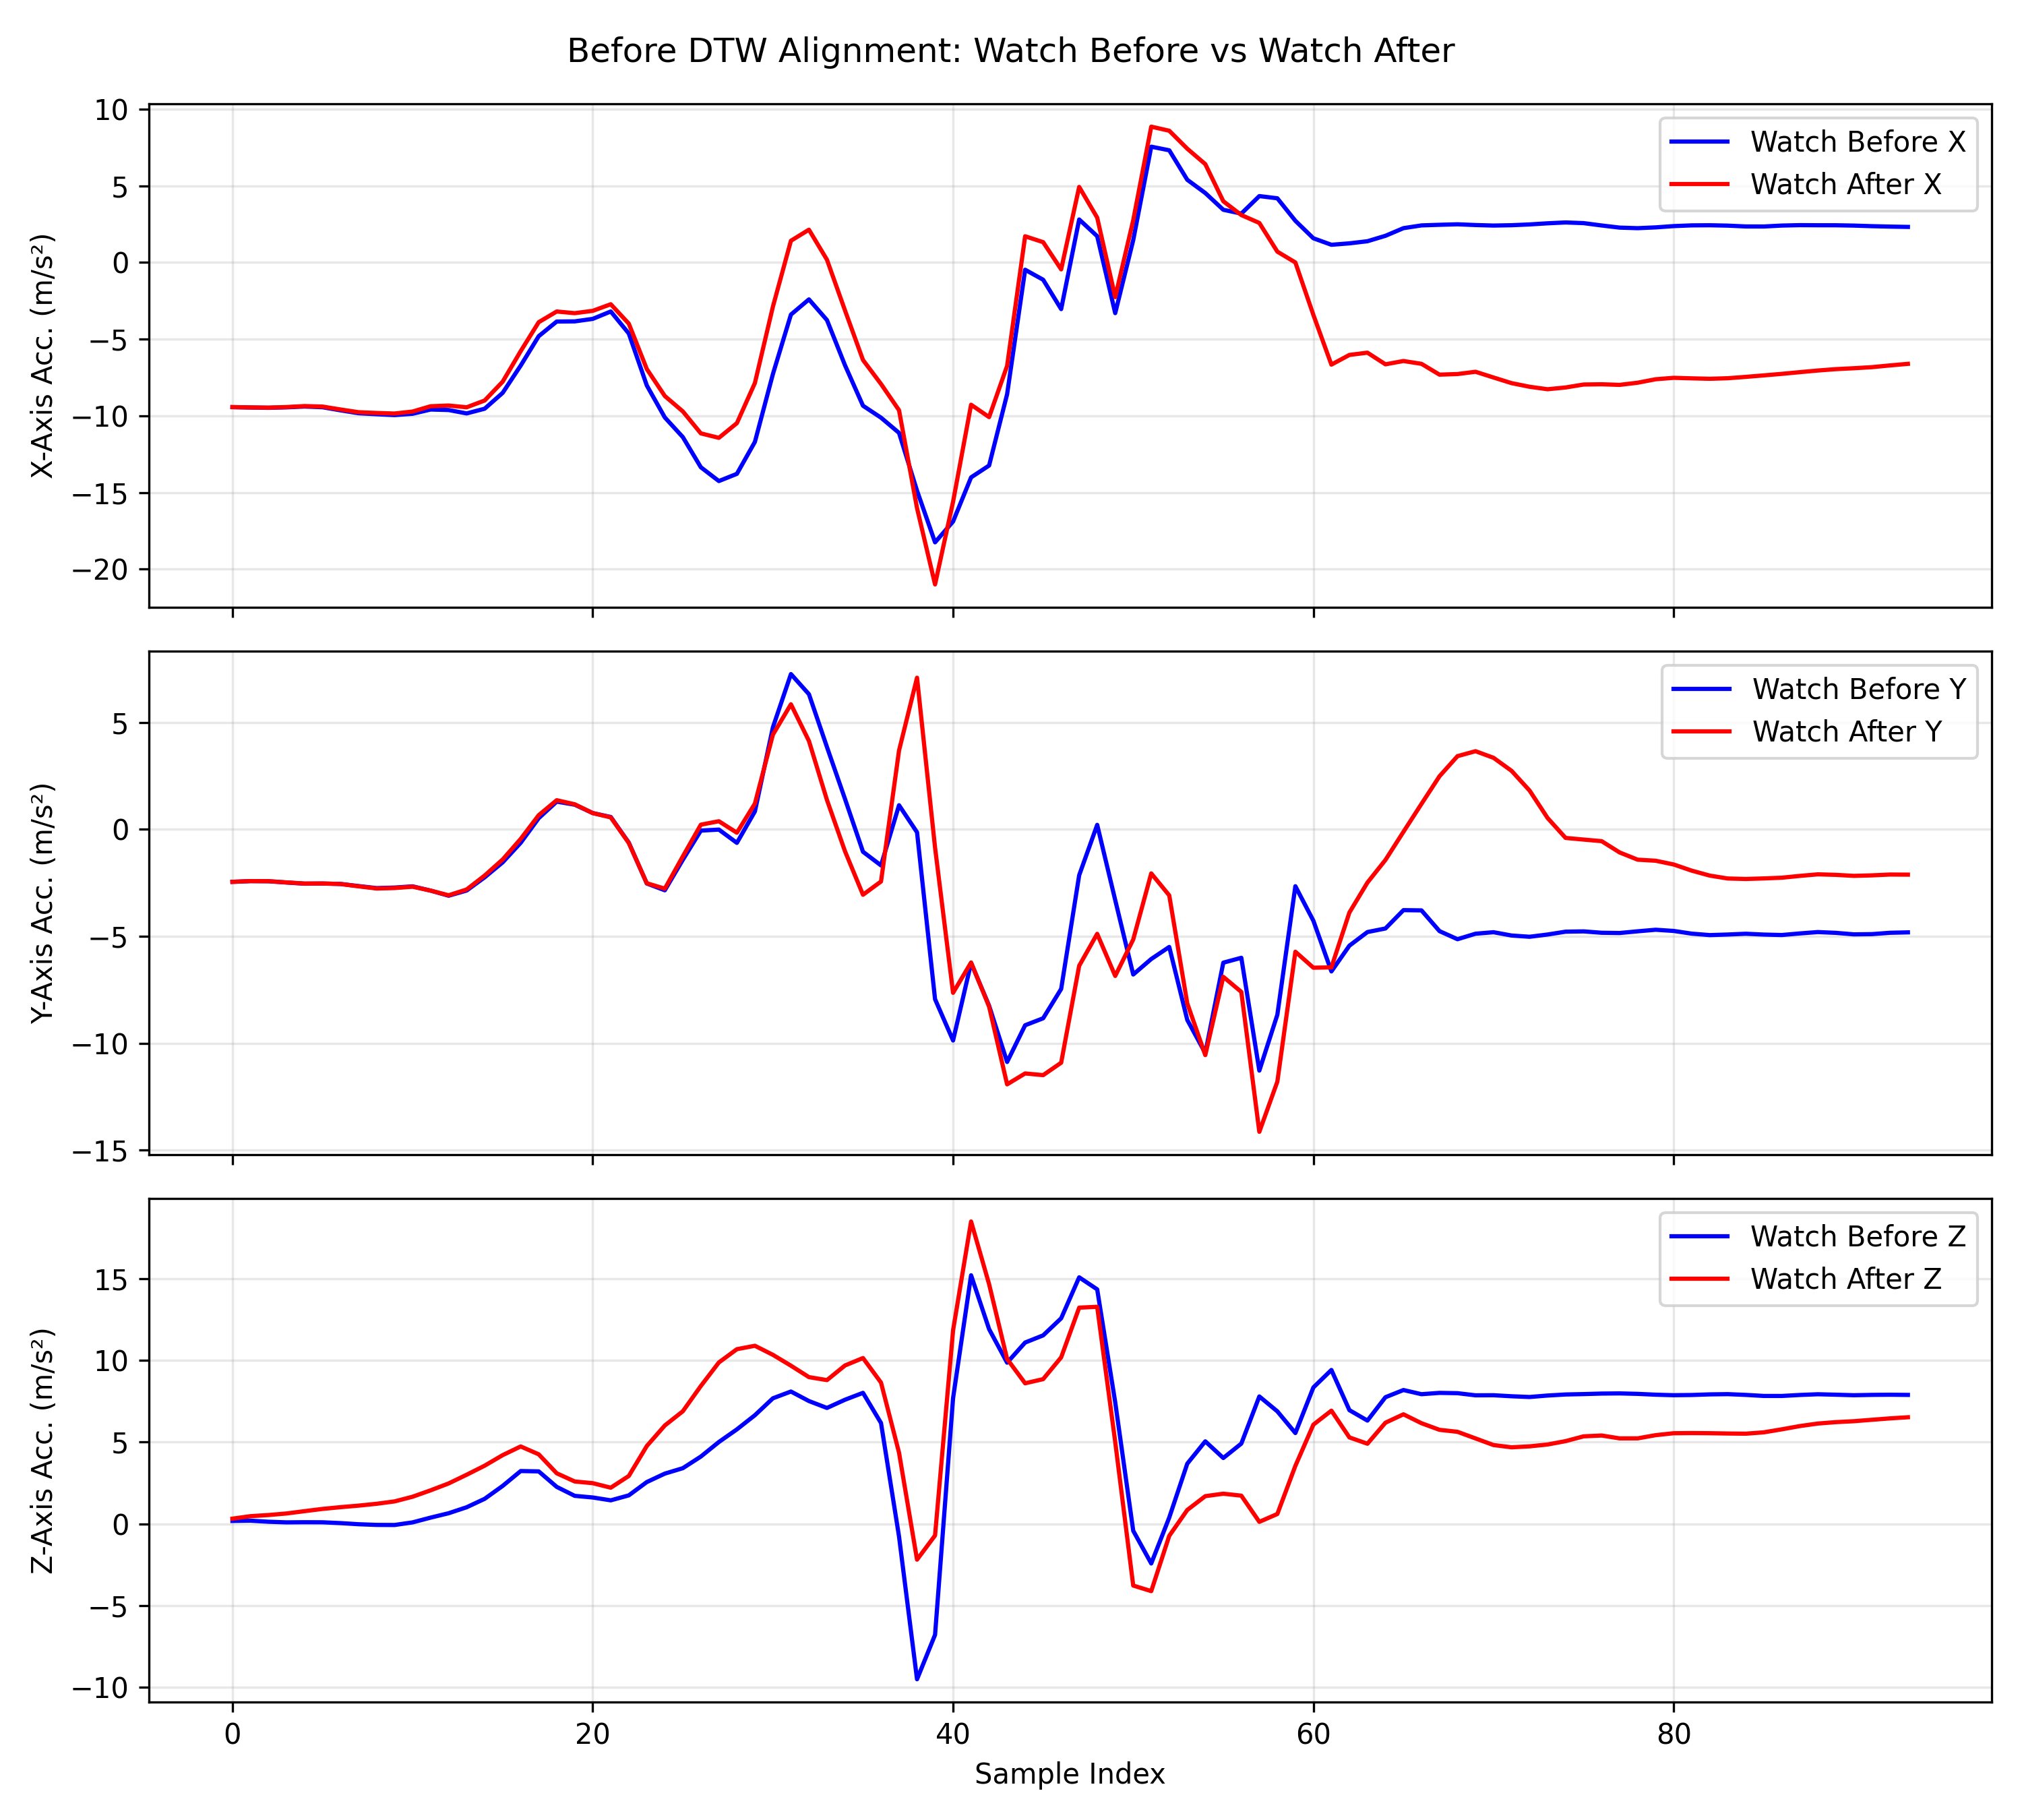 Before DTW Alignment: Watch Before vs Watch After
10
5
0
−5
−10
−15
−20
X-Axis Acc. (m/s²)
Watch Before X
Watch After X
5
0
−5
−10
−15
Y-Axis Acc. (m/s²)
Watch Before Y
Watch After Y
15
10
5
0
−5
−10
Z-Axis Acc. (m/s²)
Watch Before Z
Watch After Z
0 20 40 60 80
Sample Index